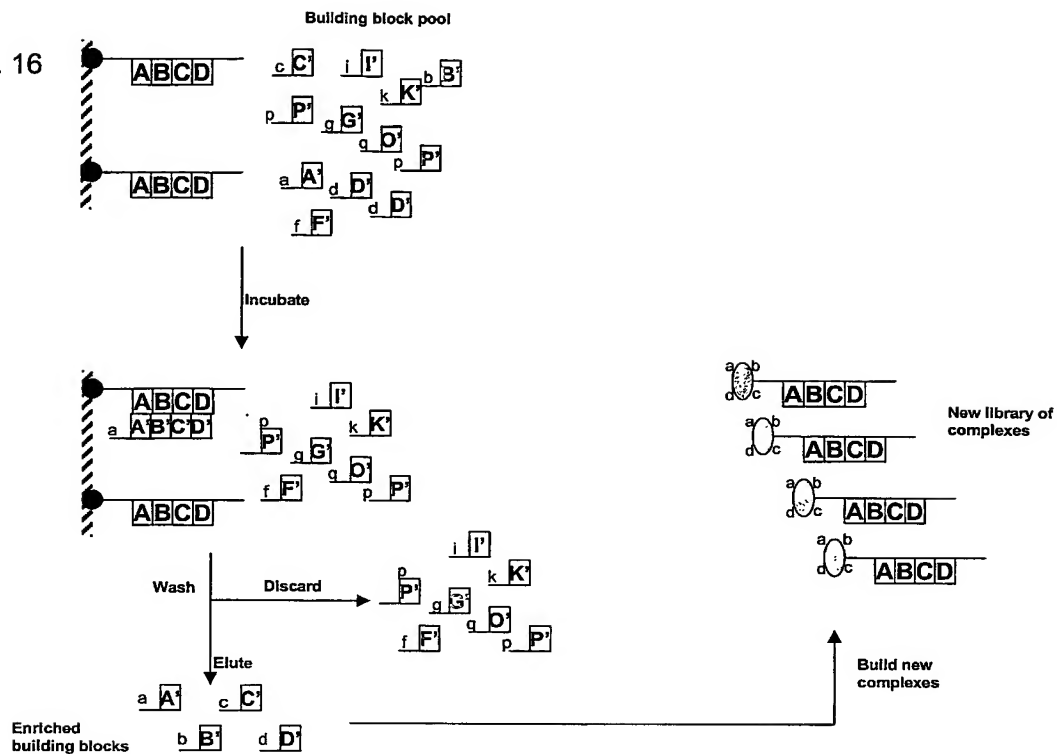 Building block pool
. 16
ABCD
c C' i I' b B'
k K'
p P' g G'
q O'
p P'
ABCD
a A' d D'
d D'
f F'
Incubate
ABCD
a A'B'C'D'
i I'
p P' k K'
g G'
q O'
ABCD
f F' p P'
Wash
Discard
i I'
p P' k K'
g G'
q O'
f F' p P'
Elute
a A' c C'
b B' d D'
Enriched
building blocks
a b
d c ABCD
a b
d c ABCD
a b
d c ABCD
a b
d c ABCD
New library of
complexes
Build new
complexes